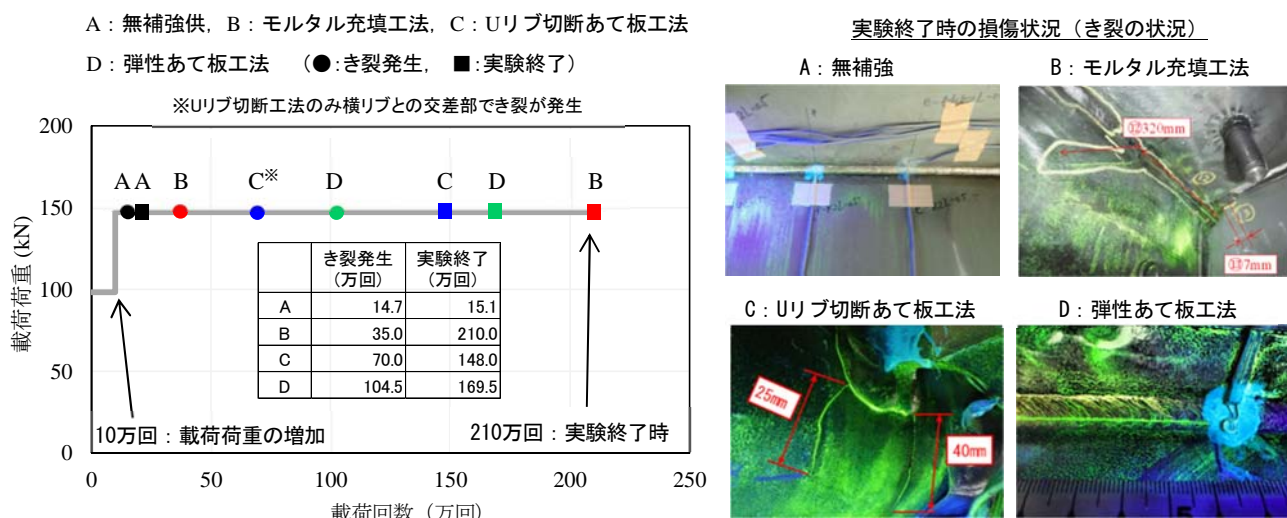 A：無補強供，B：モルタル充填工法，C：Uリブ切断あて板工法
D：弾性あて板工法　（●:き裂発生，　■:実験終了）
※Uリブ切断工法のみ横リブとの交差部でき裂が発生
載荷荷重 (kN)
200
150
100
50
0
A A B C※ D C D B
き裂発生（万回） 実験終了（万回）
A 14.7 15.1
B 35.0 210.0
C 70.0 148.0
D 104.5 169.5
10万回：載荷荷重の増加
210万回：実験終了時
0 50 100 150 200 250
載荷回数（万回）
実験終了時の損傷状況（き裂の状況）
A：無補強
B：モルタル充填工法
⑫320mm
⑬7mm
C：Uリブ切断あて板工法
D：弾性あて板工法
25mm
40mm
C
5